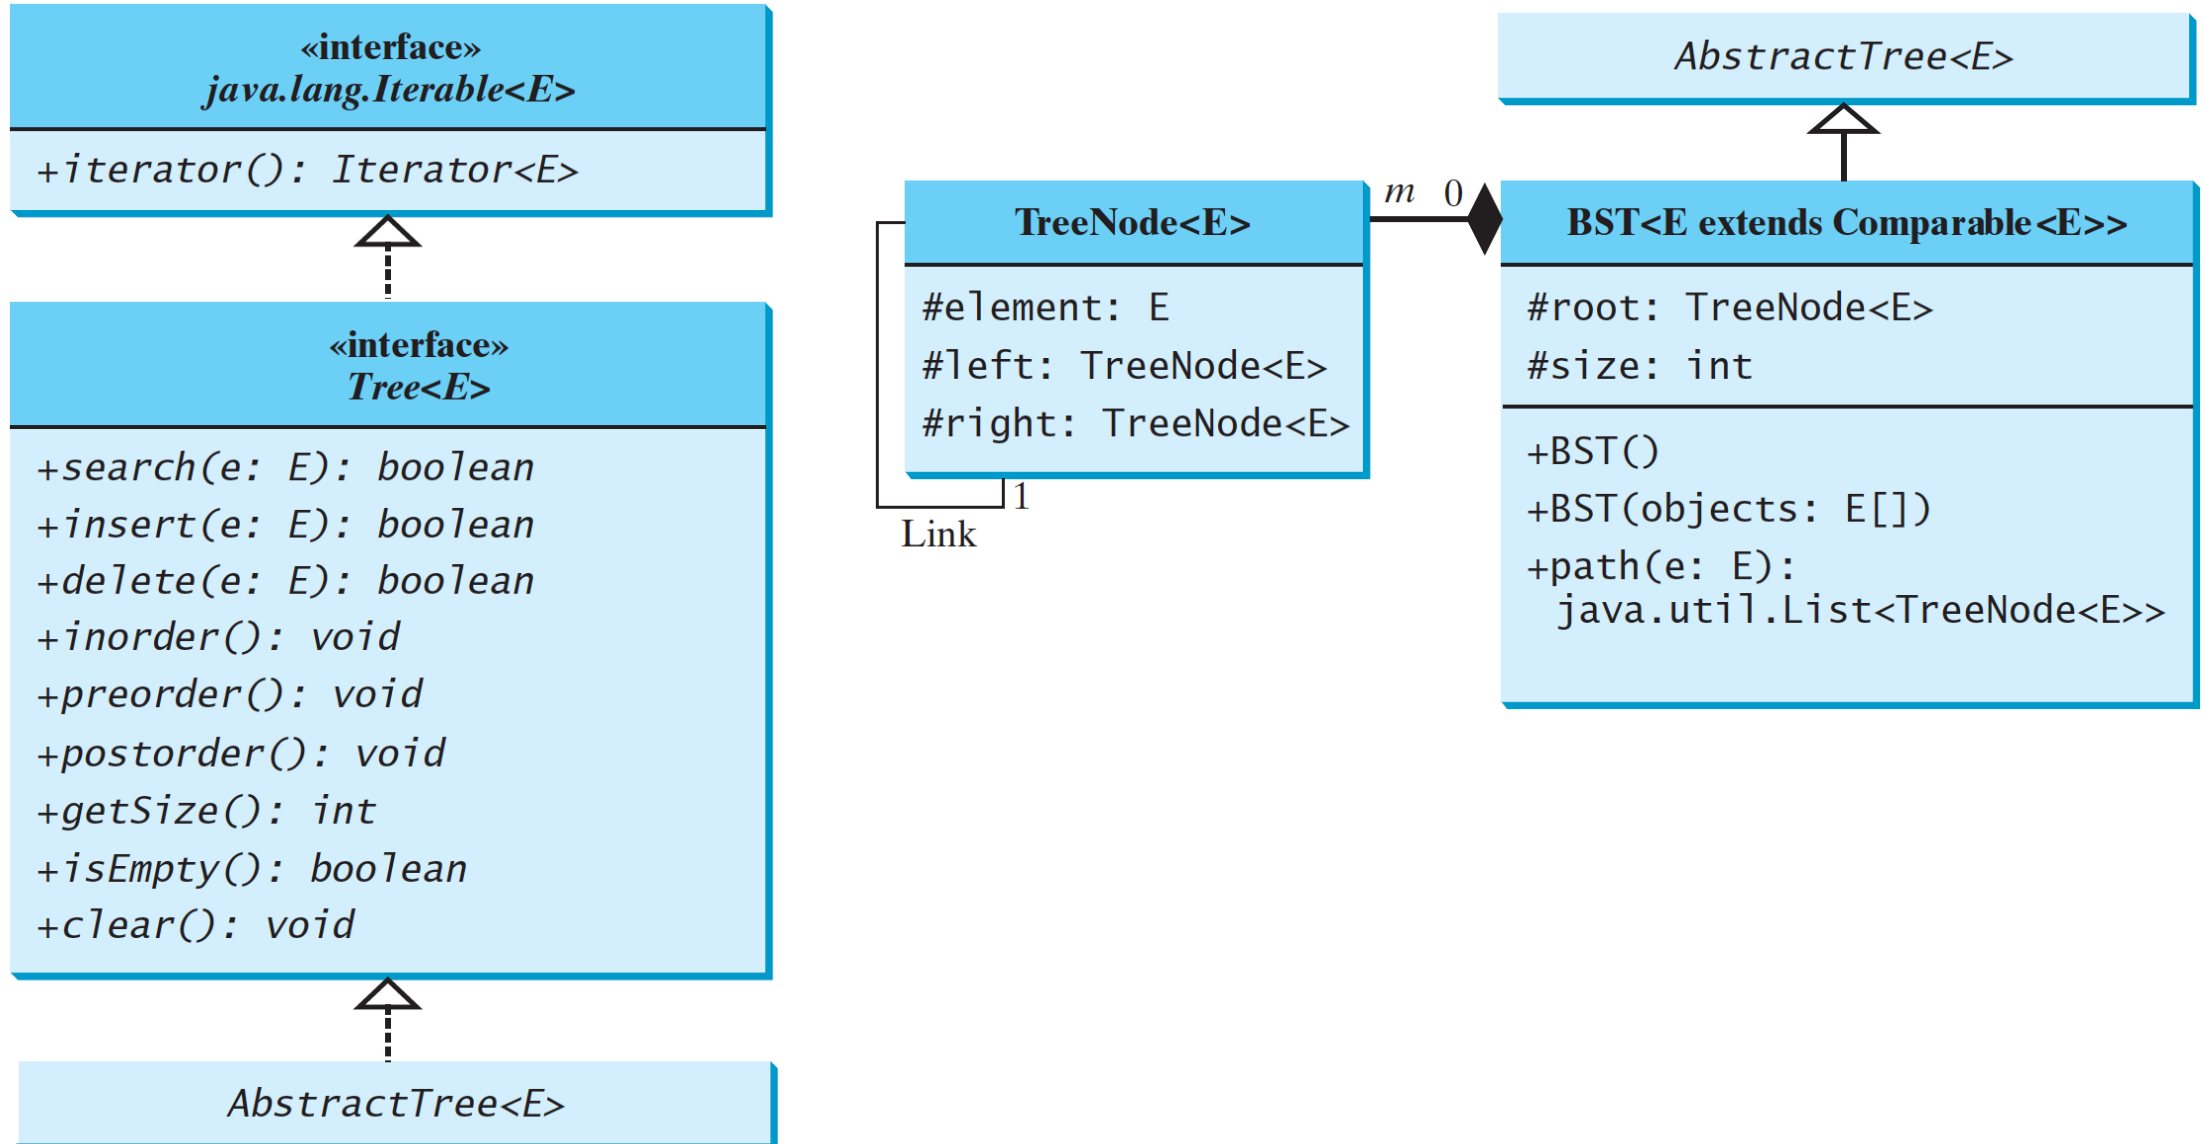 «interface»
java.lang.Iterable<E>
+iterator(): Iterator<E>
«interface»
Tree<E>
+search(e: E): boolean
+insert(e: E): boolean
+delete(e: E): boolean
+inorder(): void
+preorder(): void
+postorder(): void
+getSize(): int
+isEmpty(): boolean
+clear(): void
AbstractTree<E>
TreeNode<E>
#element: E
#left: TreeNode<E>
#right: TreeNode<E>
1
Link
m 0
AbstractTree<E>
BST<E extends Comparable<E>>
#root: TreeNode<E>
#size: int
+BST()
+BST(objects: E[])
+path(e: E):
java.util.List<TreeNode<E>>